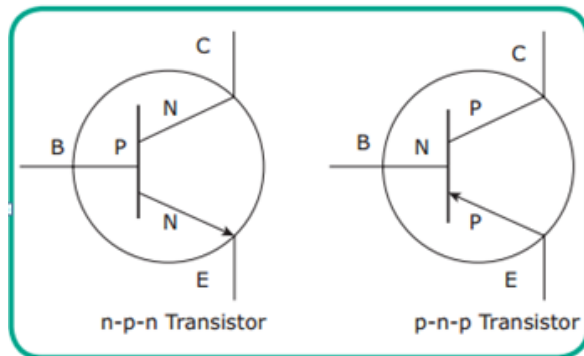 C C
N P
B P B N
N P
E E
n-p-n Transistor p-n-p Transistor